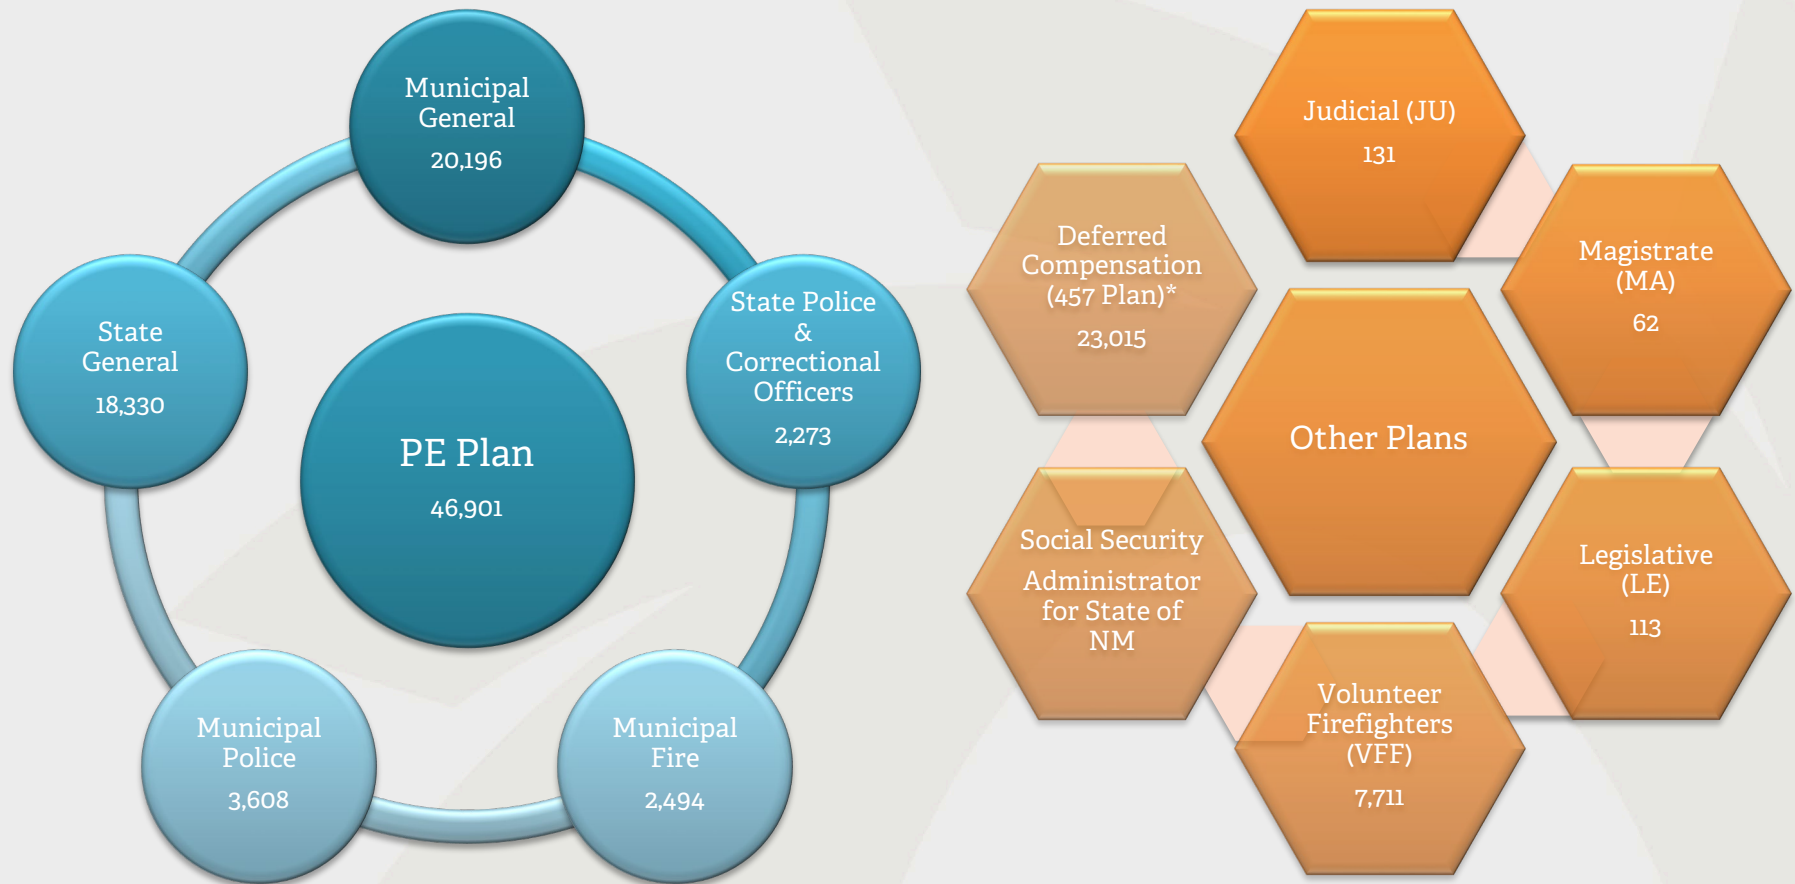 Municipal
General
20,196
State Police
&
Correctional
Officers
2,273
Municipal
Fire
2,494
Municipal
Police
3,608
State
General
18,330
PE Plan
46,901
Judicial (JU)
131
Magistrate
(MA)
62
Legislative
(LE)
113
Volunteer
Firefighters
(VFF)
7,711
Social Security
Administrator
for State of
NM
Deferred
Compensation
(457 Plan)*
23,015
Other Plans